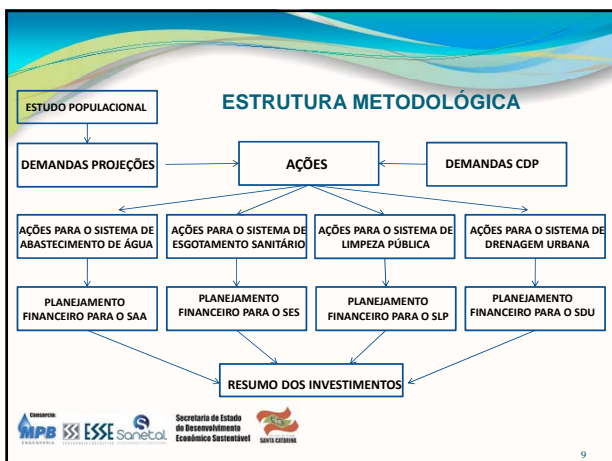 ESTRUTURA METODOLÓGICA
ESTUDO POPULACIONAL
DEMANDAS PROJEÇÕES
AÇÕES
DEMANDAS CDP
AÇÕES PARA O SISTEMA DE
ABASTECIMENTO DE ÁGUA
AÇÕES PARA O SISTEMA DE
ESGOTAMENTO SANITÁRIO
AÇÕES PARA O SISTEMA DE
LIMPEZA PÚBLICA
AÇÕES PARA O SISTEMA DE
DRENAGEM URBANA
PLANEJAMENTO
FINANCEIRO PARA O SAA
PLANEJAMENTO
FINANCEIRO PARA O SES
PLANEJAMENTO
FINANCEIRO PARA O SLP
PLANEJAMENTO
FINANCEIRO PARA O SDU
RESUMO DOS INVESTIMENTOS
Consórcio:
MPB
ENGENHARIA
ESSE
Sanetal
Secretaria de Estado
do Desenvolvimento
Econômico Sustentável
SANTA CATARINA
9